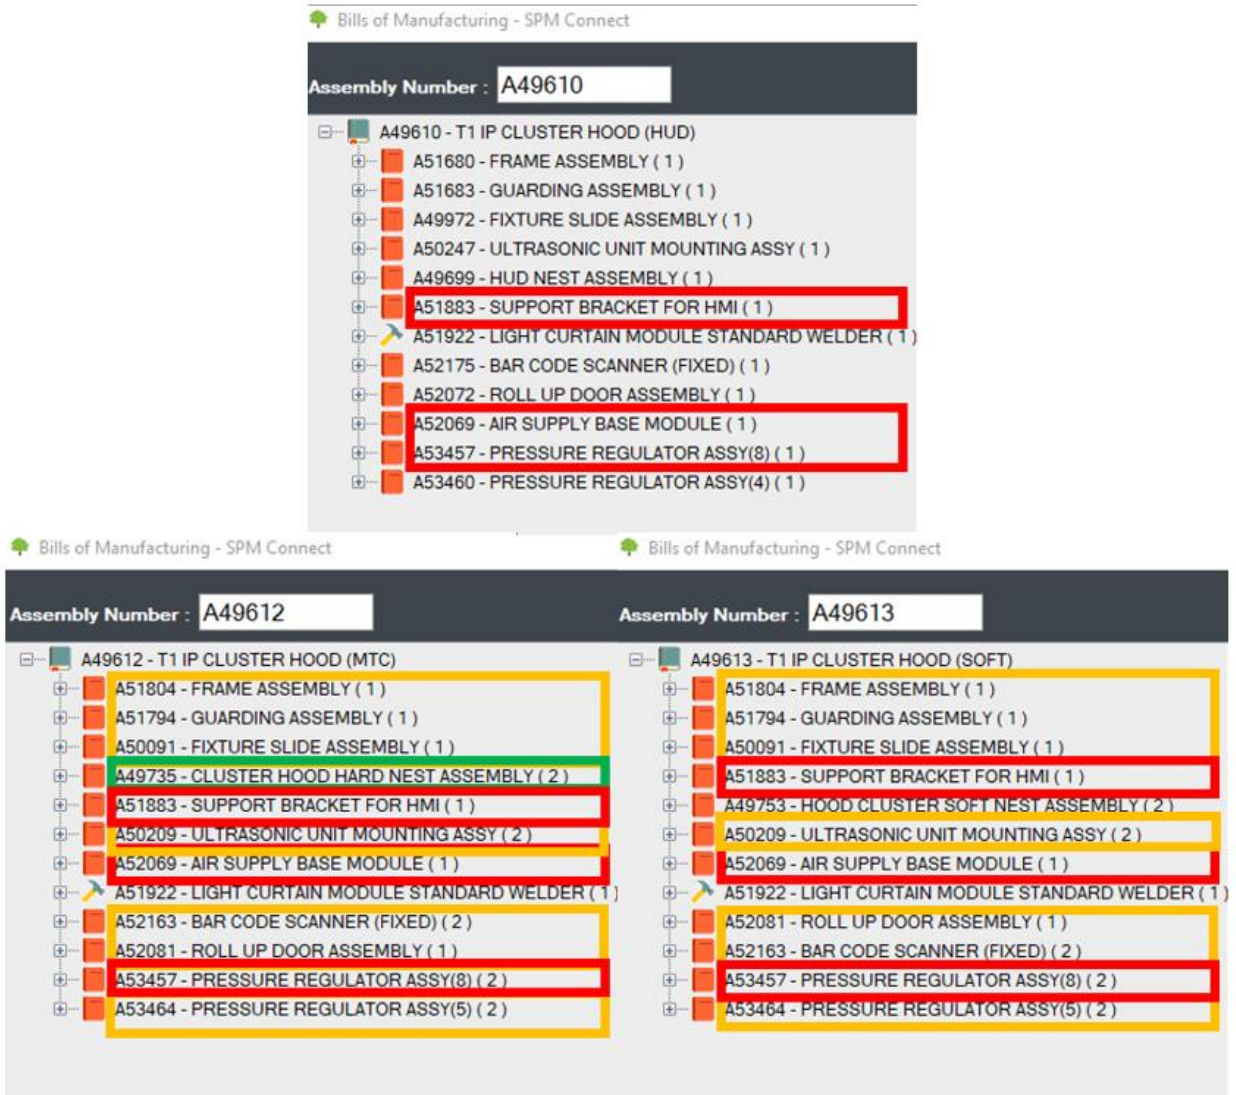 Bills of Manufacturing - SPM Connect
Assembly Number : A49610
A49610 - T1 IP CLUSTER HOOD (HUD)
A51680 - FRAME ASSEMBLY ( 1 )
A51683 - GUARDING ASSEMBLY ( 1 )
A49972 - FIXTURE SLIDE ASSEMBLY ( 1 )
A50247 - ULTRASONIC UNIT MOUNTING ASSY ( 1 )
A49699 - HUD NEST ASSEMBLY ( 1 )
A51883 - SUPPORT BRACKET FOR HMI ( 1 )
A51922 - LIGHT CURTAIN MODULE STANDARD WELDER ( 1 )
A52175 - BAR CODE SCANNER (FIXED) ( 1 )
A52072 - ROLL UP DOOR ASSEMBLY ( 1 )
A52069 - AIR SUPPLY BASE MODULE ( 1 )
A53457 - PRESSURE REGULATOR ASSY(8) ( 1 )
A53460 - PRESSURE REGULATOR ASSY(4) ( 1 )
Bills of Manufacturing - SPM Connect
Assembly Number : A49612
A49612 - T1 IP CLUSTER HOOD (MTC)
A51804 - FRAME ASSEMBLY ( 1 )
A51794 - GUARDING ASSEMBLY ( 1 )
A50091 - FIXTURE SLIDE ASSEMBLY ( 1 )
A49735 - CLUSTER HOOD HARD NEST ASSEMBLY ( 2 )
A51883 - SUPPORT BRACKET FOR HMI ( 1 )
A50209 - ULTRASONIC UNIT MOUNTING ASSY ( 2 )
A52069 - AIR SUPPLY BASE MODULE ( 1 )
A51922 - LIGHT CURTAIN MODULE STANDARD WELDER ( 1 )
A52163 - BAR CODE SCANNER (FIXED) ( 2 )
A52081 - ROLL UP DOOR ASSEMBLY ( 1 )
A53457 - PRESSURE REGULATOR ASSY(8) ( 2 )
A53464 - PRESSURE REGULATOR ASSY(5) ( 2 )
Bills of Manufacturing - SPM Connect
Assembly Number : A49613
A49613 - T1 IP CLUSTER HOOD (SOFT)
A51804 - FRAME ASSEMBLY ( 1 )
A51794 - GUARDING ASSEMBLY ( 1 )
A50091 - FIXTURE SLIDE ASSEMBLY ( 1 )
A51883 - SUPPORT BRACKET FOR HMI ( 1 )
A49753 - HOOD CLUSTER SOFT NEST ASSEMBLY ( 2 )
A50209 - ULTRASONIC UNIT MOUNTING ASSY ( 2 )
A52069 - AIR SUPPLY BASE MODULE ( 1 )
A51922 - LIGHT CURTAIN MODULE STANDARD WELDER ( 1 )
A52081 - ROLL UP DOOR ASSEMBLY ( 1 )
A52163 - BAR CODE SCANNER (FIXED) ( 2 )
A53457 - PRESSURE REGULATOR ASSY(8) ( 2 )
A53464 - PRESSURE REGULATOR ASSY(5) ( 2 )